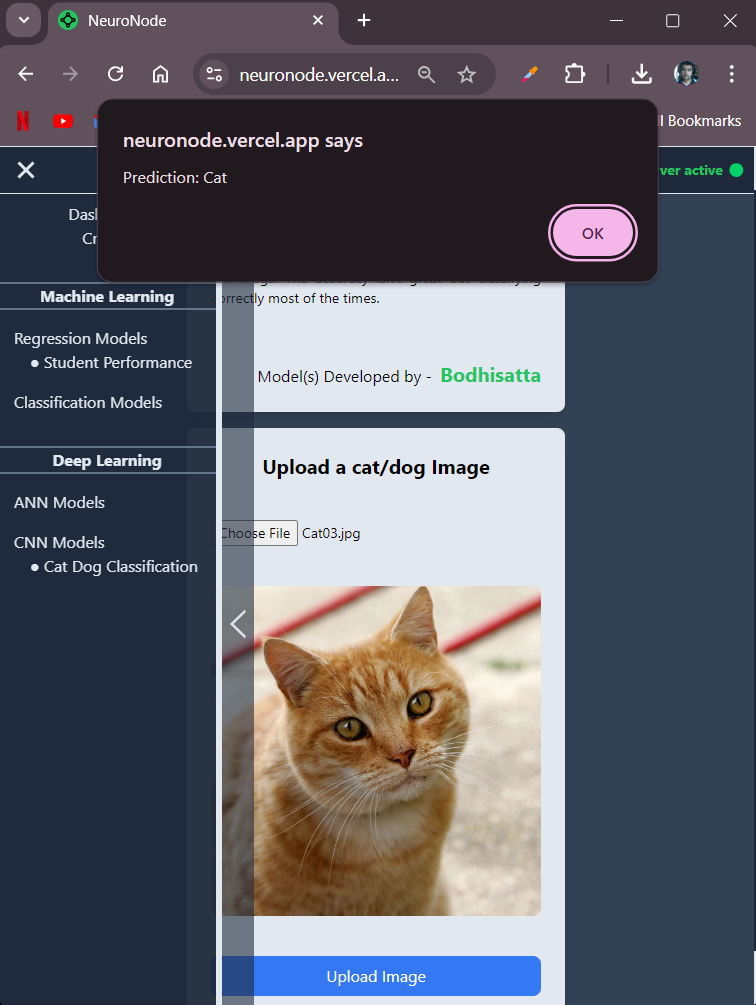 NeuroNode
neuronode.vercel.a...
ll Bookmarks
neuronode.vercel.app says
Prediction: Cat
OK
ver active
Dash
Cr
Machine Learning
Regression Models
• Student Performance
Classification Models
Deep Learning
ANN Models
CNN Models
• Cat Dog Classification
orrectly most of the times.
Model(s) Developed by - Bodhisatta
Upload a cat/dog Image
Choose File Cat03.jpg
Upload Image